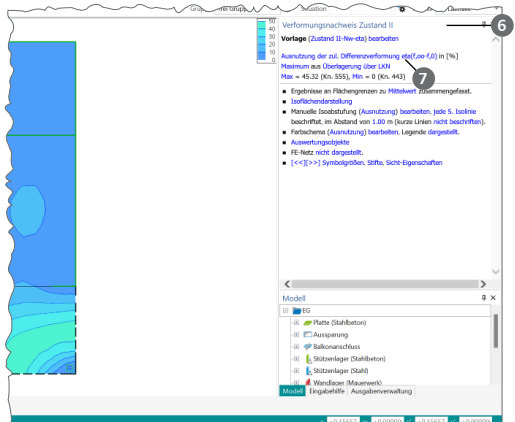 Situation
50
40
30
20
10
0
Verformungsnachweis Zustand II
6
Vorlage (Zustand II-Nw-eta) bearbeiten
Ausnutzung der zul. Differenzverformung eta(f,oo-f,0) in [%]
Maximum aus Überlagerung über LKN
Max = 45.32 (Kn. 555), Min = 0 (Kn. 443)
7
▪ Ergebnisse an Flächengrenzen zu Mittelwert zusammengefasst.
▪ Isoflächendarstellung
▪ Manuelle Isoabstufung (Ausnutzung) bearbeiten, jede 5. Isolinie
beschriftet, im Abstand von 1.00 m (kurze Linien nicht beschriften).
▪ Farbschema (Ausnutzung) bearbeiten, Legende dargestellt.
▪ Auswertungsobjekte
▪ FE-Netz nicht dargestellt.
▪ [<<][>>] Symbolgrößen, Stifte, Sicht-Eigenschaften
Modell
EG
Platte (Stahlbeton)
Aussparung
Balkonanschluss
Stützenlager (Stahlbeton)
Stützenlager (Stahl)
Wandlager (Mauerwerk)
Modell Eingabehilfe Ausgabenverwaltung